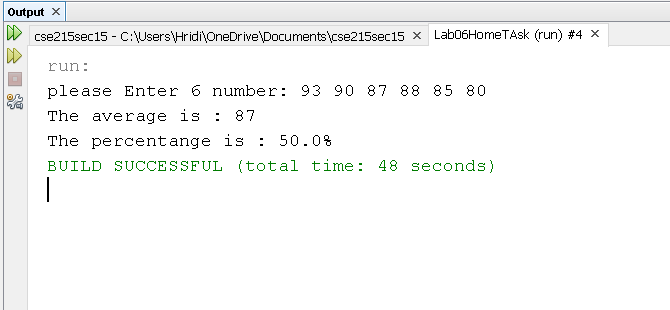 Output ×
cse215sec15 - C:\Users\Hridi\OneDrive\Documents\cse215sec15 × Lab06HomeTAsk (run) #4 ×
run:
please Enter 6 number: 93 90 87 88 85 80
The average is : 87
The percentange is : 50.0%
BUILD SUCCESSFUL (total time: 48 seconds)